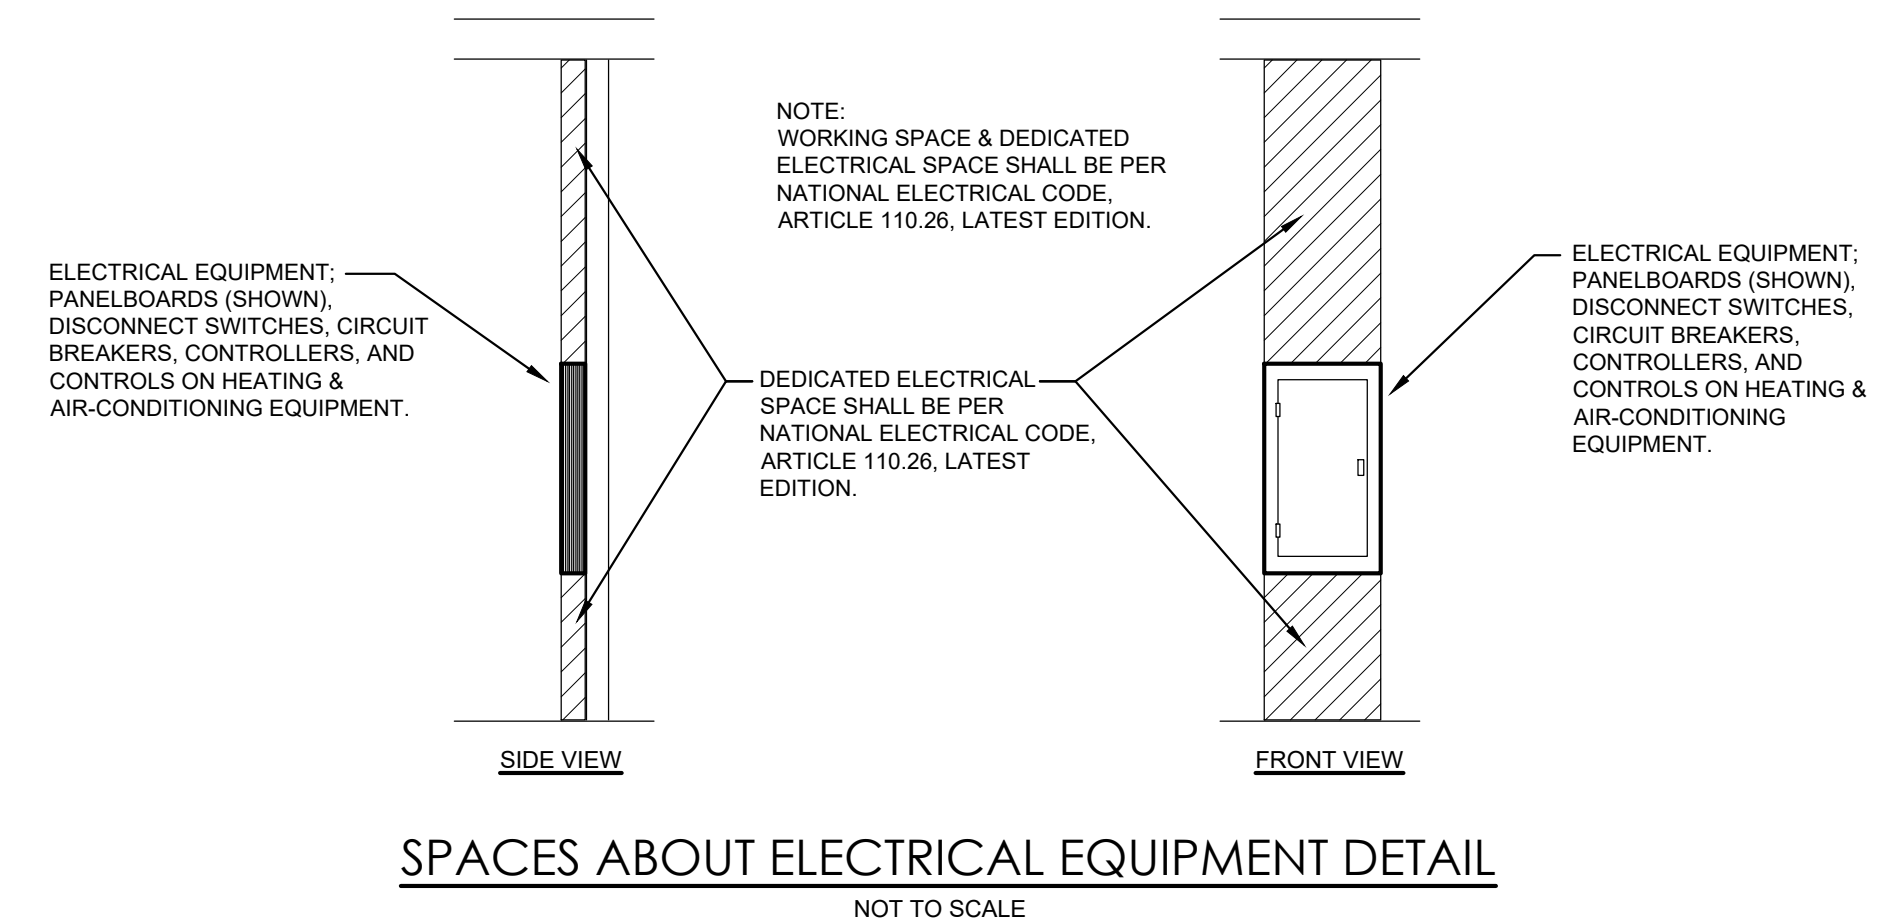 NOTE:
WORKING SPACE & DEDICATED
ELECTRICAL SPACE SHALL BE PER
NATIONAL ELECTRICAL CODE,
ARTICLE 110.26, LATEST EDITION.
ELECTRICAL EQUIPMENT;
PANELBOARDS (SHOWN),
DISCONNECT SWITCHES, CIRCUIT
BREAKERS, CONTROLLERS, AND
CONTROLS ON HEATING &
AIR-CONDITIONING EQUIPMENT.
DEDICATED ELECTRICAL
SPACE SHALL BE PER
NATIONAL ELECTRICAL CODE,
ARTICLE 110.26, LATEST
EDITION.
ELECTRICAL EQUIPMENT;
PANELBOARDS (SHOWN),
DISCONNECT SWITCHES,
CIRCUIT BREAKERS,
CONTROLLERS, AND
CONTROLS ON HEATING &
AIR-CONDITIONING
EQUIPMENT.
SIDE VIEW
FRONT VIEW
SPACES ABOUT ELECTRICAL EQUIPMENT DETAIL
NOT TO SCALE